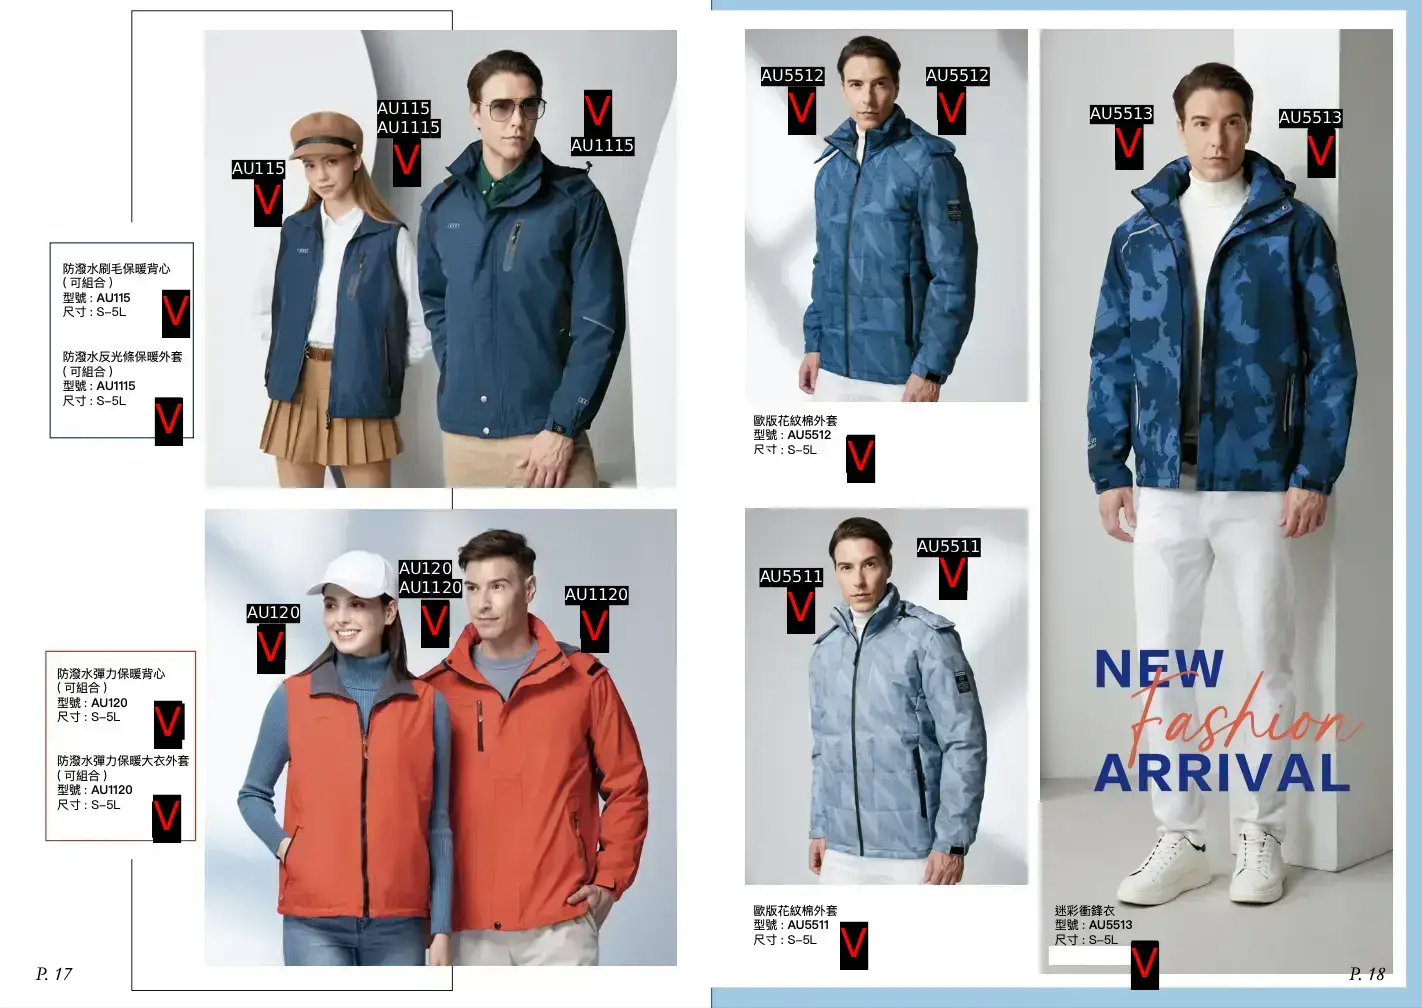 AU115
AU115
AU1115
V
V
V
AU1115
防潑水刷毛保暖背心
( 可組合 )
型號 : AU115
尺寸 : S–5L
V
防潑水反光條保暖外套
( 可組合 )
型號 : AU1115
尺寸 : S–5L
V
AU120
AU120
AU1120
AU1120
V
V
V
防潑水彈力保暖背心
( 可組合 )
型號 : AU120
尺寸 : S–5L
V
防潑水彈力保暖大衣外套
( 可組合 )
型號 : AU1120
尺寸 : S–5L
V
P. 17
AU5512
AU5512
V
V
歐版花紋棉外套
型號 : AU5512
尺寸 : S–5L
V
AU5511
AU5511
V
V
歐版花紋棉外套
型號 : AU5511
尺寸 : S–5L
V
AU5513
AU5513
V
V
NEW
Fashion
ARRIVAL
迷彩衝鋒衣
型號 : AU5513
尺寸 : S–5L
V
P. 18